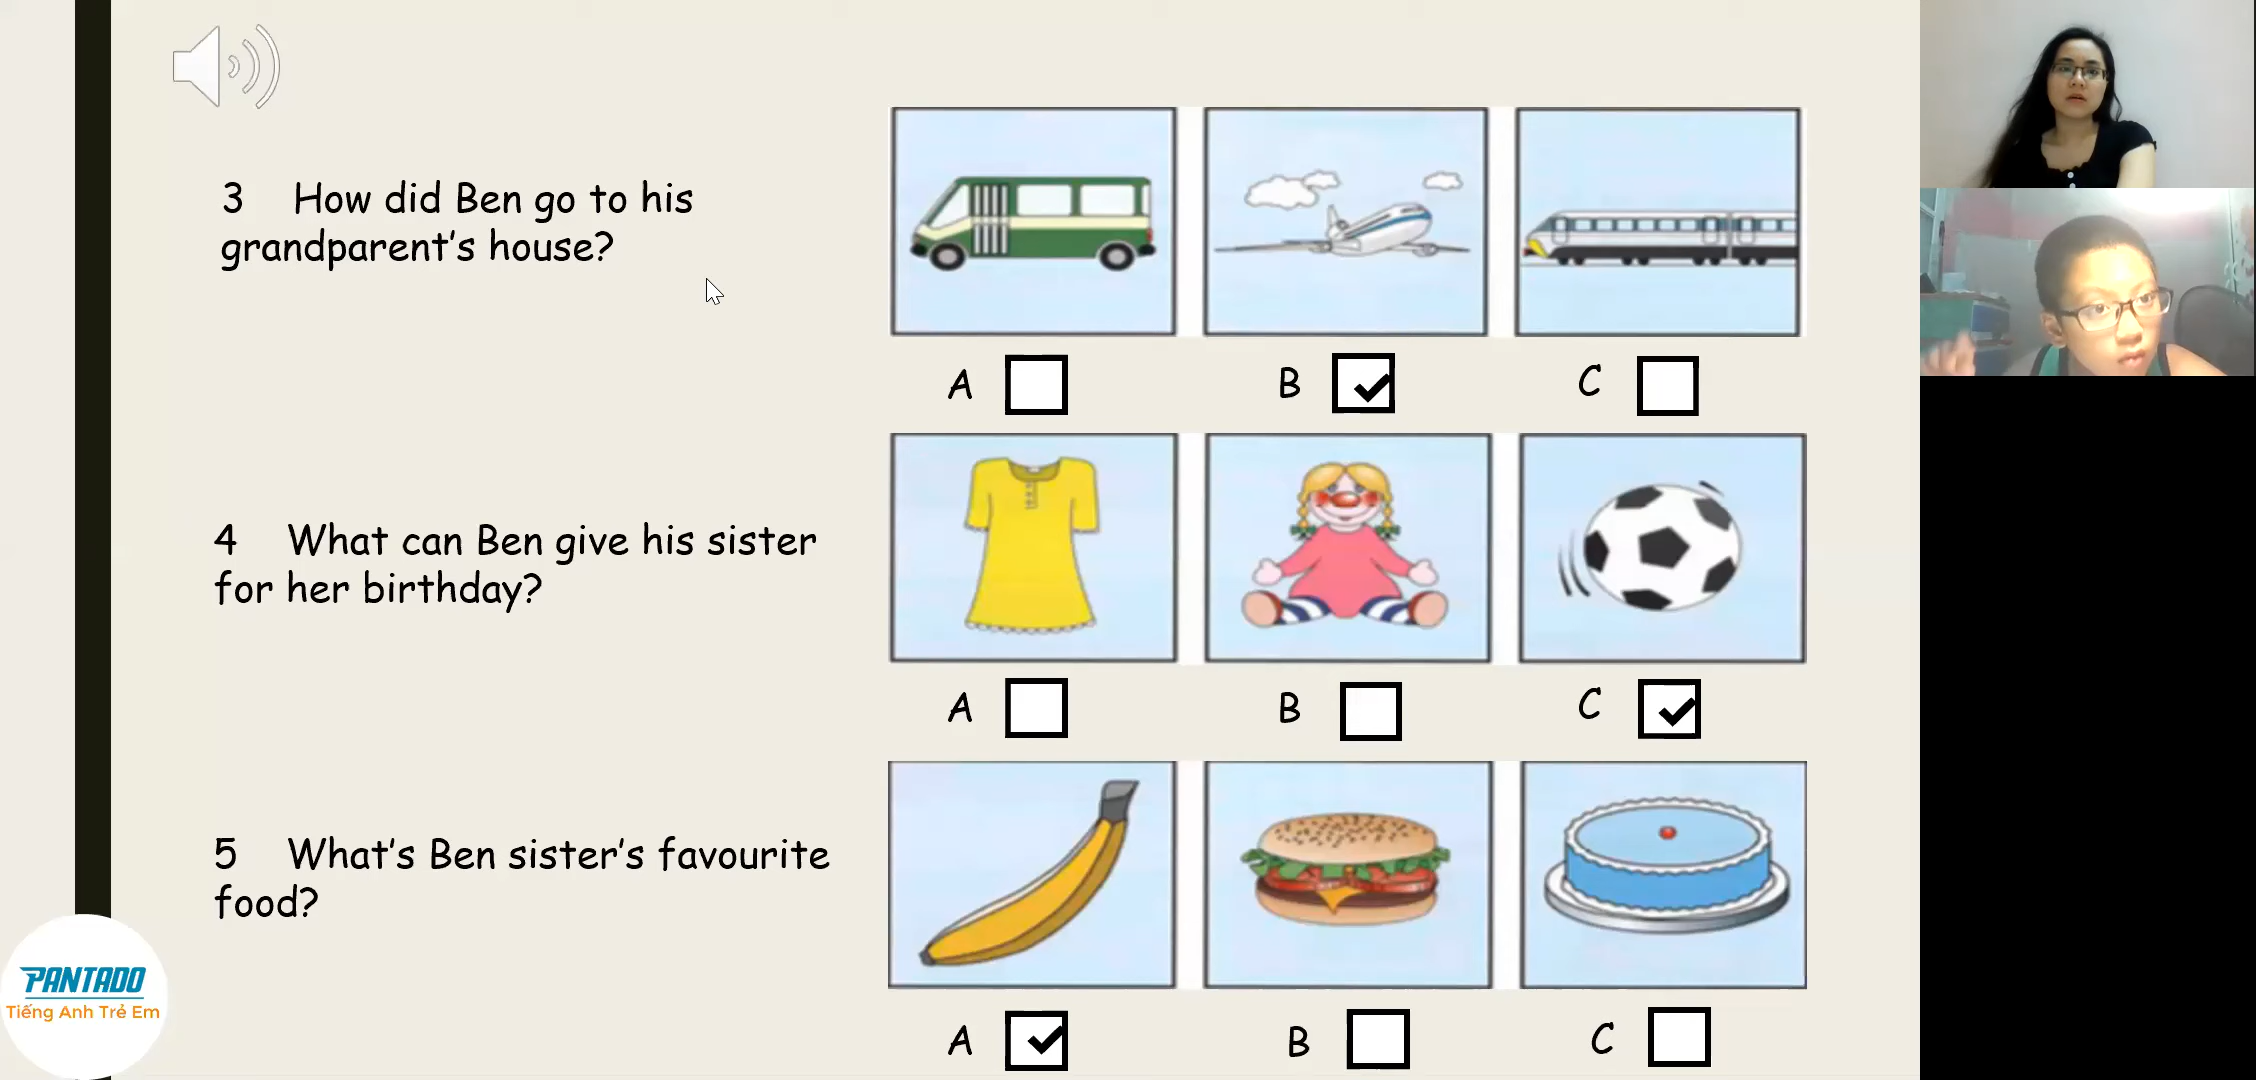 3 How did Ben go to his
grandparent's house?
A
B
C
4 What can Ben give his sister
for her birthday?
A
B
C
5 What's Ben sister's favourite
food?
A
B
C
PANTADO
Tiếng Anh Trẻ Em